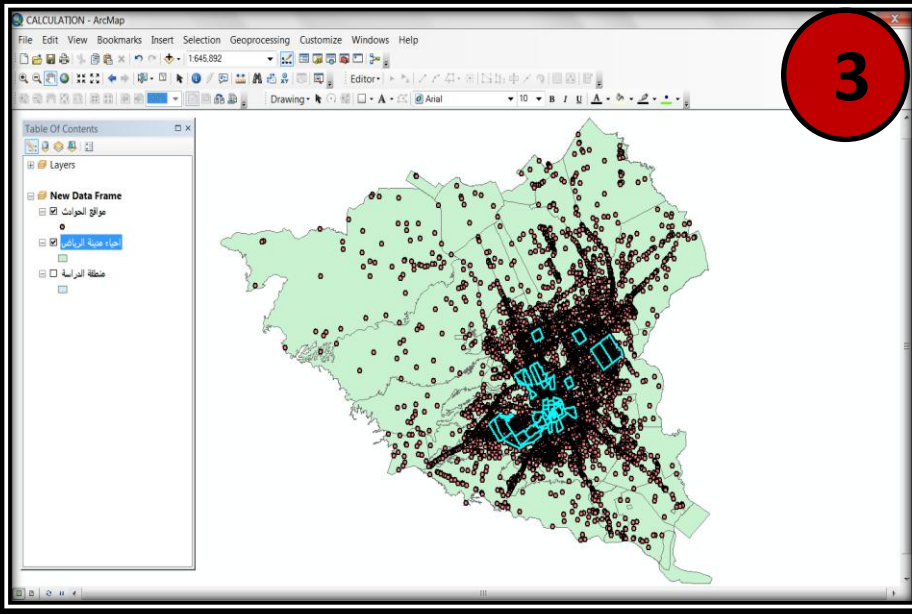 CALCULATION - ArcMap
3
File Edit View Bookmarks Insert Selection Geoprocessing Customize Windows Help
1:645,892
Editor
Drawing
Arial
10
B I U A
Table Of Contents
Layers
New Data Frame
مواقع الحوادث
احياء مدينة الرياض
منطقة الدراسة